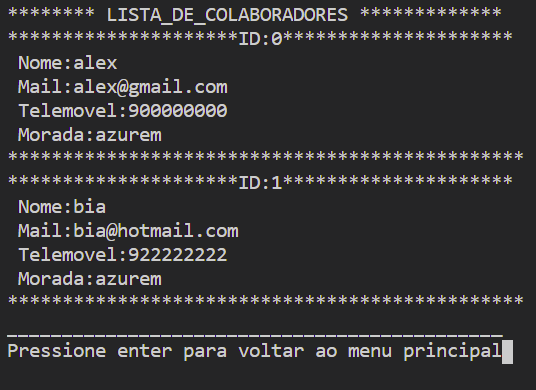 ******** LISTA_DE_COLABORADORES *************
*********************ID:0*********************
Nome:alex
Mail:alex@gmail.com
Telemovel:900000000
Morada:azurem
***********************************************
*********************ID:1*********************
Nome:bia
Mail:bia@hotmail.com
Telemovel:922222222
Morada:azurem
***********************************************
_____________________________________________
Pressione enter para voltar ao menu principal